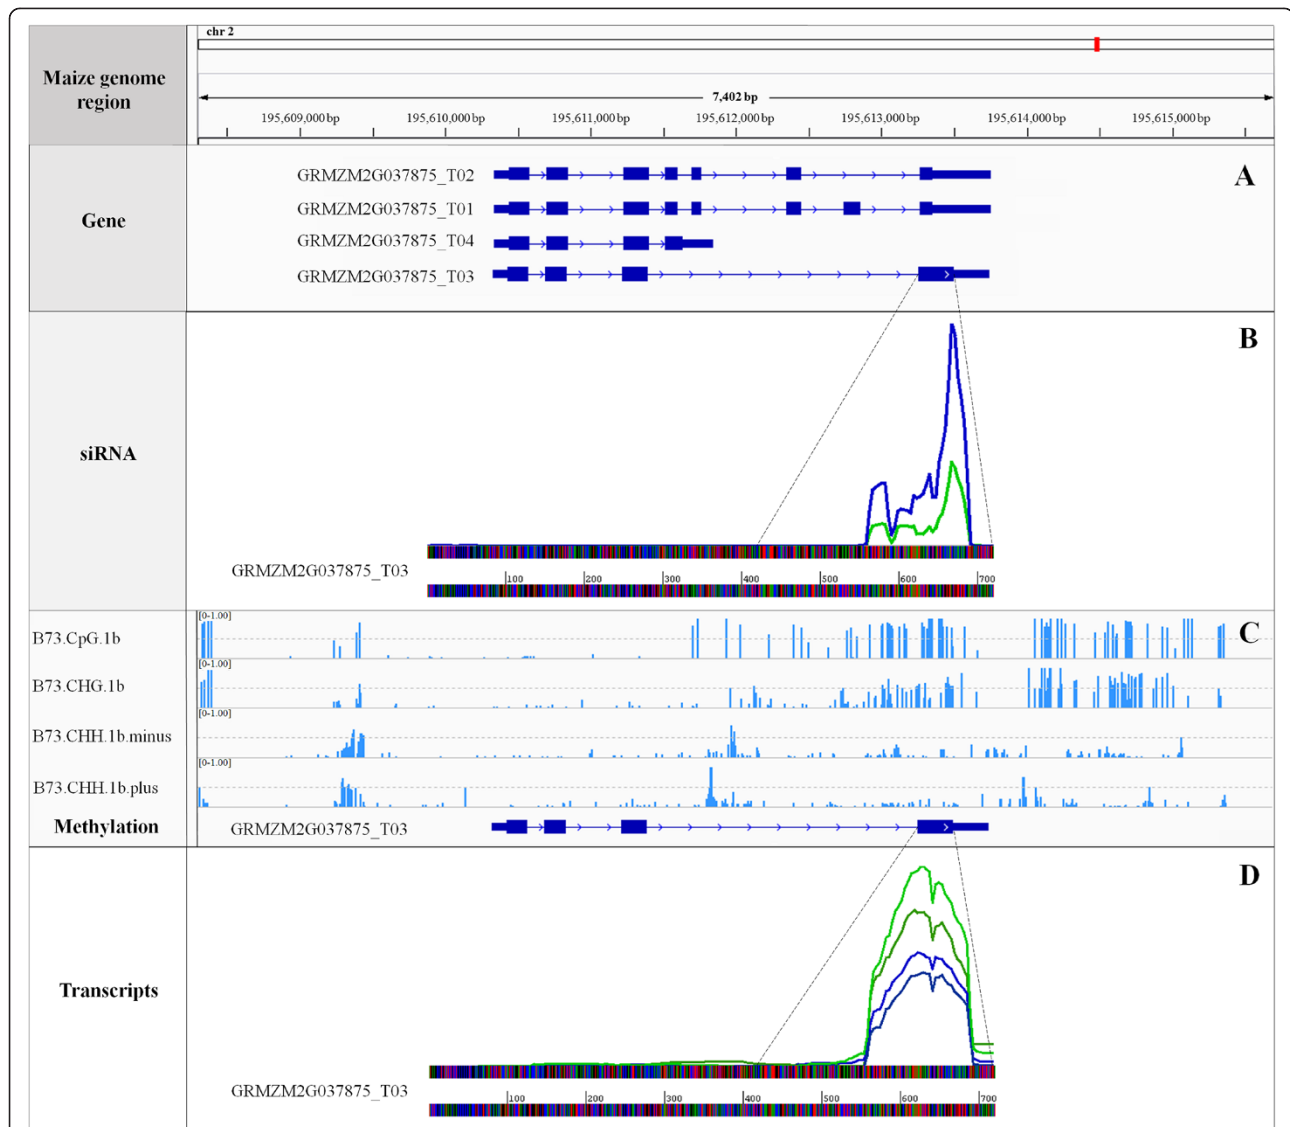 chr 2
Maize genome
region
7,402 bp
195,609,000 bp 195,610,000 bp 195,611,000 bp 195,612,000 bp 195,613,000 bp 195,614,000 bp 195,615,000 bp
Gene
A
GRMZM2G037875_T02
GRMZM2G037875_T01
GRMZM2G037875_T04
GRMZM2G037875_T03
siRNA
B
GRMZM2G037875_T03
100 200 300 400 500 600 700
C
[0-1.00]
B73.CpG.1b
[0-1.00]
B73.CHG.1b
[0-1.00]
B73.CHH.1b.minus
[0-1.00]
B73.CHH.1b.plus
Methylation
GRMZM2G037875_T03
Transcripts
D
GRMZM2G037875_T03
100 200 300 400 500 600 700